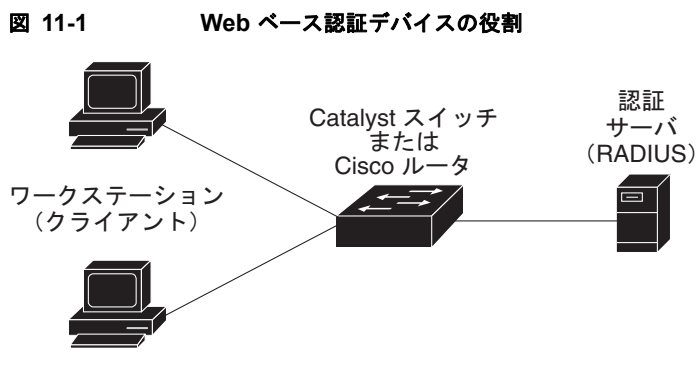 図 11-1 Web ベース認証デバイスの役割
Catalyst スイッチ
または
Cisco ルータ
認証
サーバ
（RADIUS）
ワークステーション
（クライアント）